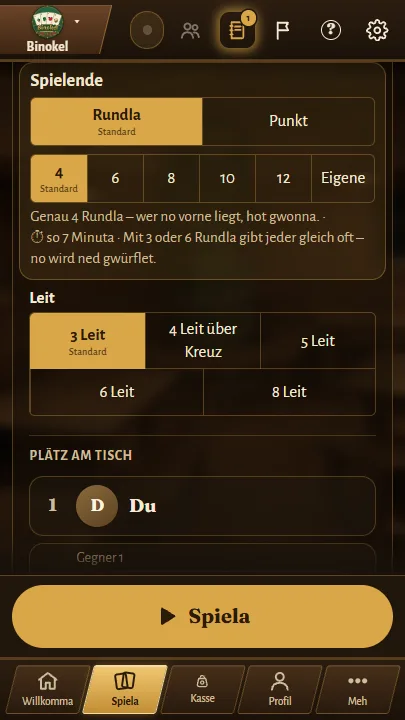 1
Binokel
Spielende
Rundla
Standard
Punkt
4
Standard
6
8
10
12
Eigene
Genau 4 Rundla – wer no vorne liegt, hot gwonna. ·
⏱ so 7 Minuta · Mit 3 oder 6 Rundla gibt jeder gleich oft –
no wird ned gwürflet.
Leit
3 Leit
Standard
4 Leit über
Kreuz
5 Leit
6 Leit
8 Leit
PLÄTZ AM TISCH
1
D
Du
Gegner 1
Spiela
Willkomma
Spiela
Kasse
Profil
Meh